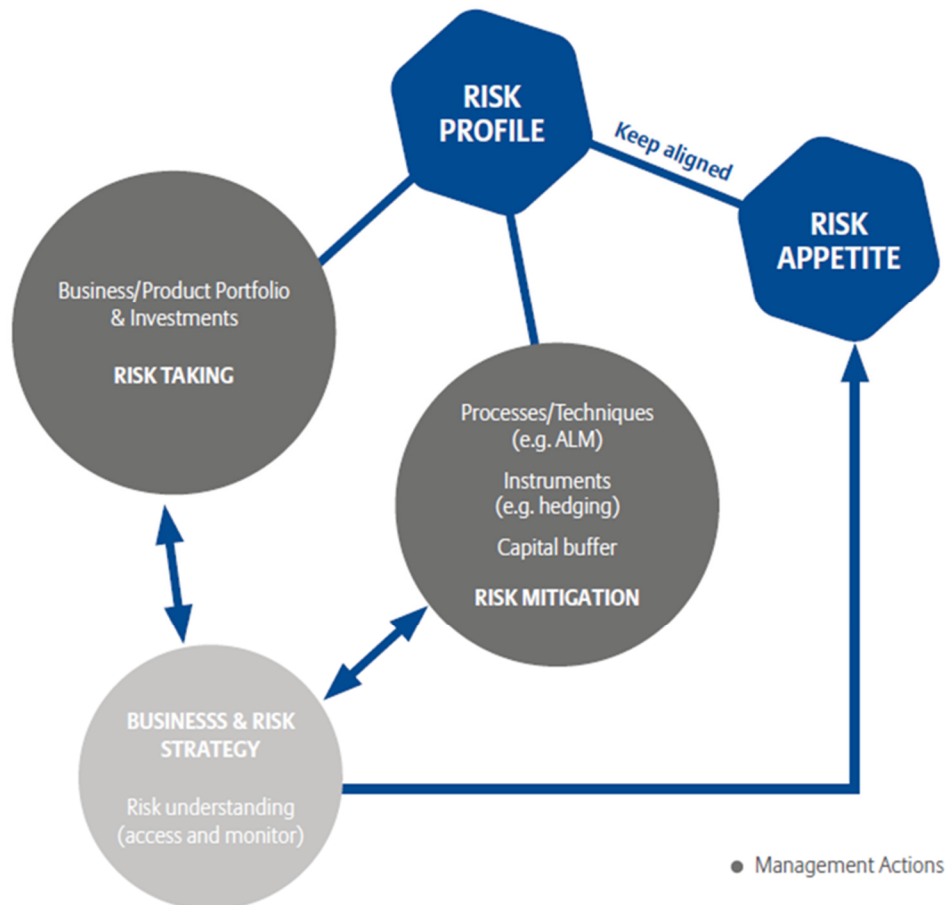 RISK
PROFILE
Keep aligned
RISK
APPETITE
Business/Product Portfolio
& Investments
RISK TAKING
Processes/Techniques
(e.g. ALM)
Instruments
(e.g. hedging)
Capital buffer
RISK MITIGATION
BUSINESSS & RISK
STRATEGY
Risk understanding
(access and monitor)
Management Actions